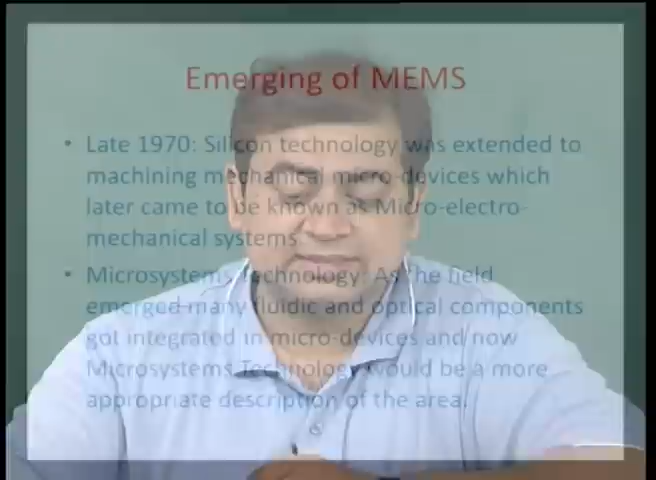 Emerging of MEMS
• Late 1970: Silicon technology was extended to
machining mechanical micro-devices which
later came to be known as Micro-electro-
mechanical systems
• Microsystems Technology: As the field
emerged many fluidic and optical components
got integrated in micro-devices and now
Microsystems Technology would be a more
appropriate description of the area.